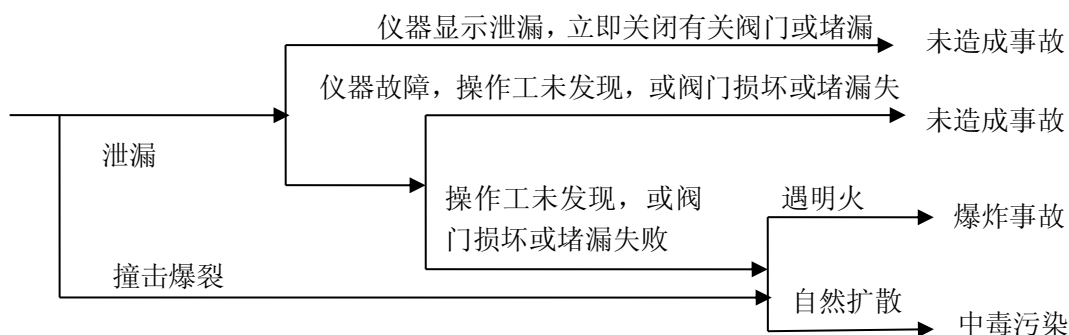 仪器显示泄漏，立即关闭有关阀门或堵漏
未造成事故
仪器故障，操作工未发现，或阀门损坏或堵漏失
未造成事故
泄漏
操作工未发现，或阀
门损坏或堵漏失败
遇明火
爆炸事故
撞击爆裂
自然扩散
中毒污染